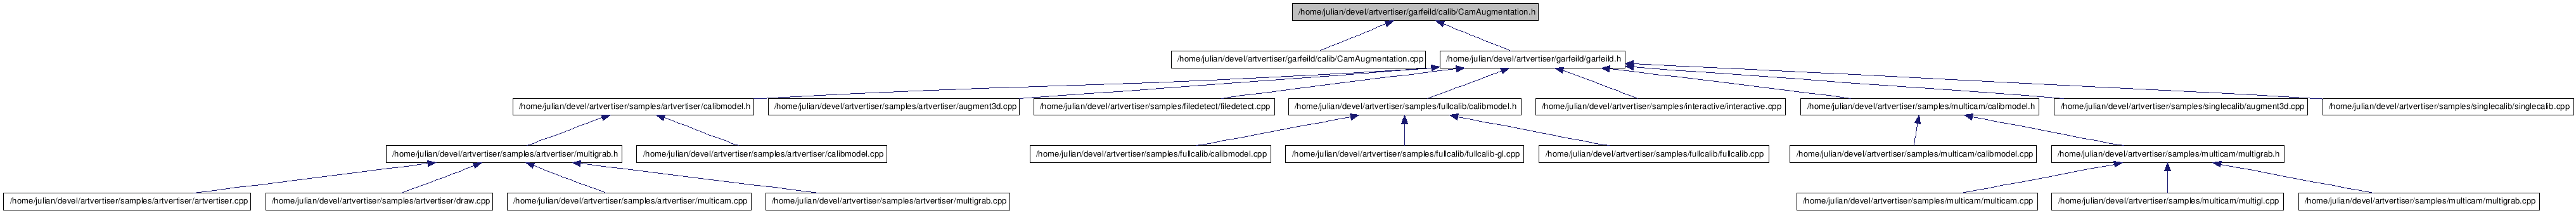 /home/julian/devel/artvertiser/garfeild/calib/CamAugmentation.h
/home/julian/devel/artvertiser/garfeild/calib/CamAugmentation.cpp
/home/julian/devel/artvertiser/garfeild/garfeild.h
/home/julian/devel/artvertiser/samples/artvertiser/calibmodel.h
/home/julian/devel/artvertiser/samples/artvertiser/augment3d.cpp
/home/julian/devel/artvertiser/samples/filedetect/filedetect.cpp
/home/julian/devel/artvertiser/samples/fullcalib/calibmodel.h
/home/julian/devel/artvertiser/samples/interactive/interactive.cpp
/home/julian/devel/artvertiser/samples/multicam/calibmodel.h
/home/julian/devel/artvertiser/samples/singlecalib/augment3d.cpp
/home/julian/devel/artvertiser/samples/singlecalib/singlecalib.cpp
/home/julian/devel/artvertiser/samples/artvertiser/multigrab.h
/home/julian/devel/artvertiser/samples/artvertiser/calibmodel.cpp
/home/julian/devel/artvertiser/samples/fullcalib/calibmodel.cpp
/home/julian/devel/artvertiser/samples/fullcalib/fullcalib-gl.cpp
/home/julian/devel/artvertiser/samples/fullcalib/fullcalib.cpp
/home/julian/devel/artvertiser/samples/multicam/calibmodel.cpp
/home/julian/devel/artvertiser/samples/multicam/multigrab.h
/home/julian/devel/artvertiser/samples/artvertiser/artvertiser.cpp
/home/julian/devel/artvertiser/samples/artvertiser/draw.cpp
/home/julian/devel/artvertiser/samples/artvertiser/multicam.cpp
/home/julian/devel/artvertiser/samples/artvertiser/multigrab.cpp
/home/julian/devel/artvertiser/samples/multicam/multicam.cpp
/home/julian/devel/artvertiser/samples/multicam/multigl.cpp
/home/julian/devel/artvertiser/samples/multicam/multigrab.cpp